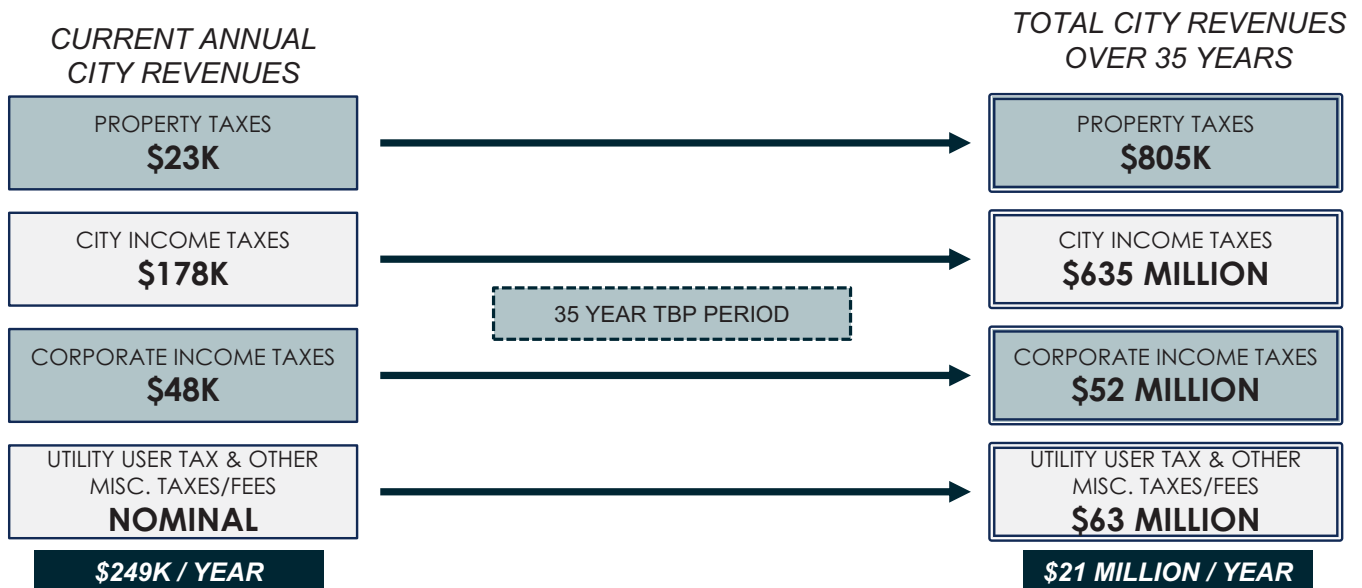 CURRENT ANNUAL
CITY REVENUES
PROPERTY TAXES
$23K
CITY INCOME TAXES
$178K
CORPORATE INCOME TAXES
$48K
UTILITY USER TAX & OTHER
MISC. TAXES/FEES
NOMINAL
$249K / YEAR
35 YEAR TBP PERIOD
TOTAL CITY REVENUES
OVER 35 YEARS
PROPERTY TAXES
$805K
CITY INCOME TAXES
$635 MILLION
CORPORATE INCOME TAXES
$52 MILLION
UTILITY USER TAX & OTHER
MISC. TAXES/FEES
$63 MILLION
$21 MILLION / YEAR